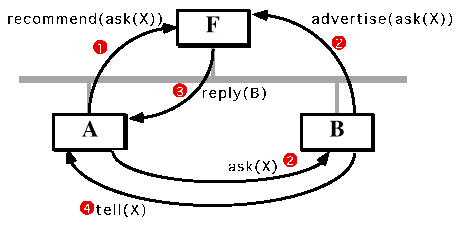 recommend(ask(X))
F
advertise(ask(X))
1
2
3
reply(B)
A
B
ask(X)
2
4
tell(X)